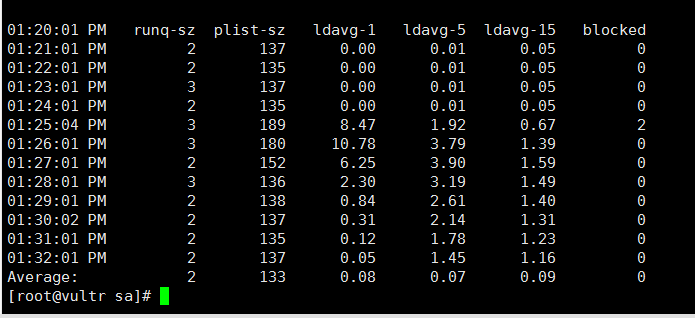 01:20:01 PM runq-sz plist-sz ldavg-1 ldavg-5 ldavg-15 blocked
01:21:01 PM 2 137 0.00 0.01 0.05 0
01:22:01 PM 2 135 0.00 0.01 0.05 0
01:23:01 PM 3 137 0.00 0.01 0.05 0
01:24:01 PM 2 135 0.00 0.01 0.05 0
01:25:04 PM 3 189 8.47 1.92 0.67 2
01:26:01 PM 3 180 10.78 3.79 1.39 0
01:27:01 PM 2 152 6.25 3.90 1.59 0
01:28:01 PM 3 136 2.30 3.19 1.49 0
01:29:01 PM 2 138 0.84 2.61 1.40 0
01:30:02 PM 2 137 0.31 2.14 1.31 0
01:31:01 PM 2 135 0.12 1.78 1.23 0
01:32:01 PM 2 137 0.05 1.45 1.16 0
Average: 2 133 0.08 0.07 0.09 0
[root@vultr sa]#